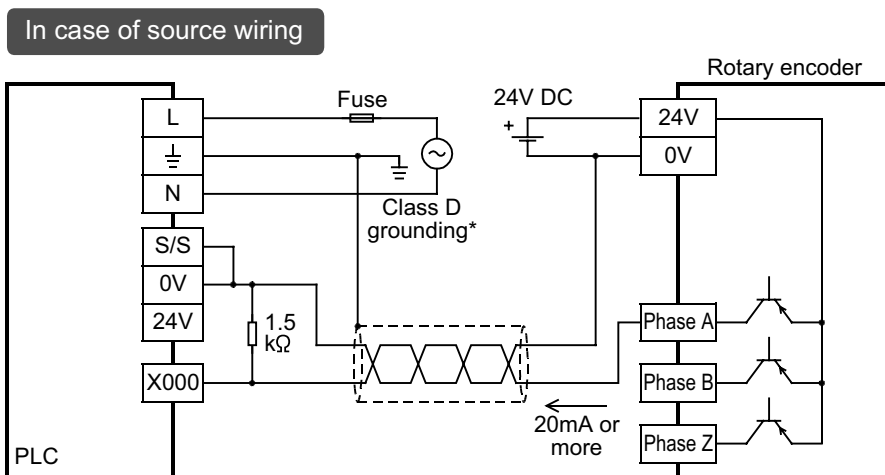 In case of source wiring
Rotary encoder
Fuse
24V DC
+
L
N
24V
0V
Class D
grounding*
S/S
0V
24V
X000
1.5
kΩ
Phase A
Phase B
Phase Z
20mA or
more
PLC